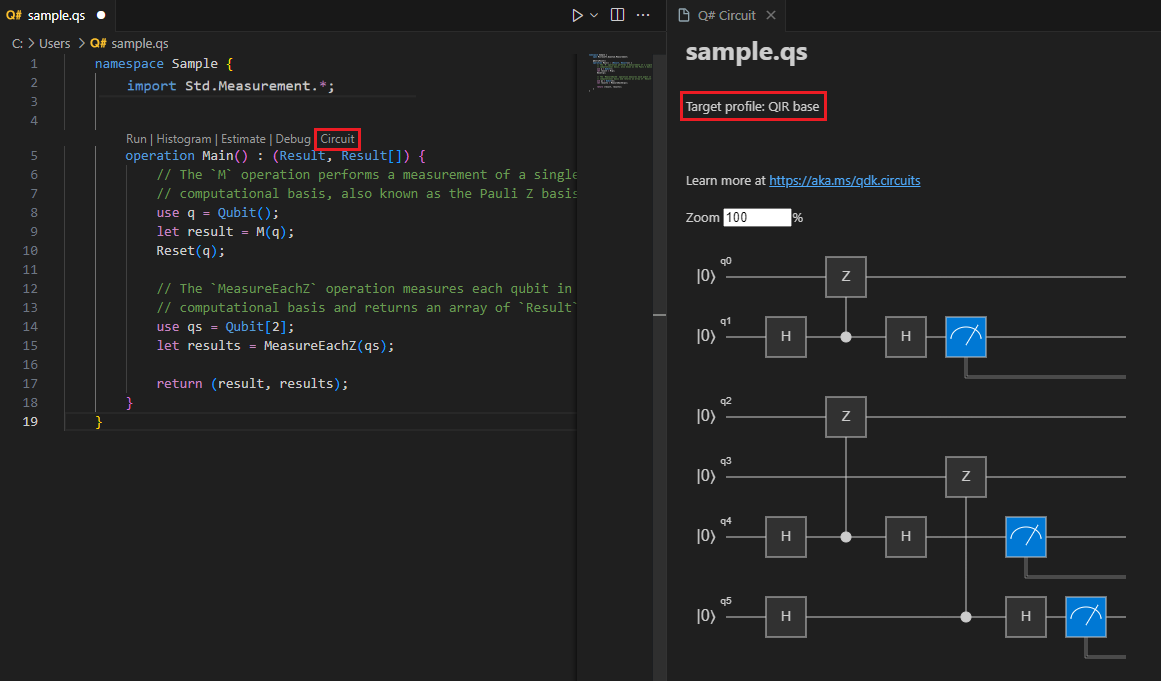 Q# sample.qs
C: > Users > Q# sample.qs
1 namespace Sample {
2 import Std.Measurement.*;
3
4
Run | Histogram | Estimate | Debug | Circuit
5 operation Main() : (Result, Result[]) {
6 // The `M` operation performs a measurement of a single
7 // computational basis, also known as the Pauli Z basis
8 use q = Qubit();
9 let result = M(q);
10 Reset(q);
11
12 // The `MeasureEachZ` operation measures each qubit in
13 // computational basis and returns an array of `Result`
14 use qs = Qubit[2];
15 let results = MeasureEachZ(qs);
16
17 return (result, results);
18 }
19 }
Q# Circuit
sample.qs
Target profile: QIR base
Learn more at https://aka.ms/qdk.circuits
Zoom 100 %
|0⟩ q0 Z
|0⟩ q1 H H
|0⟩ q2 Z
|0⟩ q3 Z
|0⟩ q4 H H
|0⟩ q5 H H